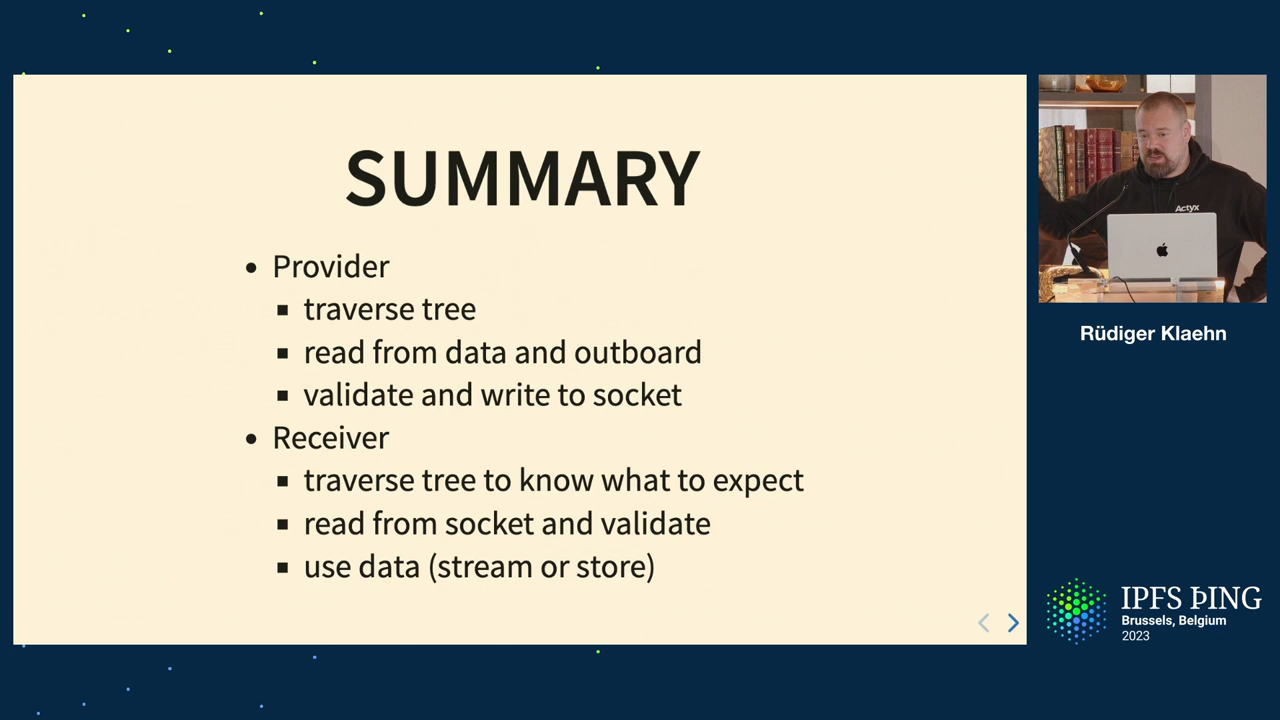 SUMMARY
Provider
traverse tree
read from data and outboard
validate and write to socket
Receiver
traverse tree to know what to expect
read from socket and validate
use data (stream or store)
Actyx
Rüdiger Klaehn
IPFS ÞING
Brussels, Belgium
2023